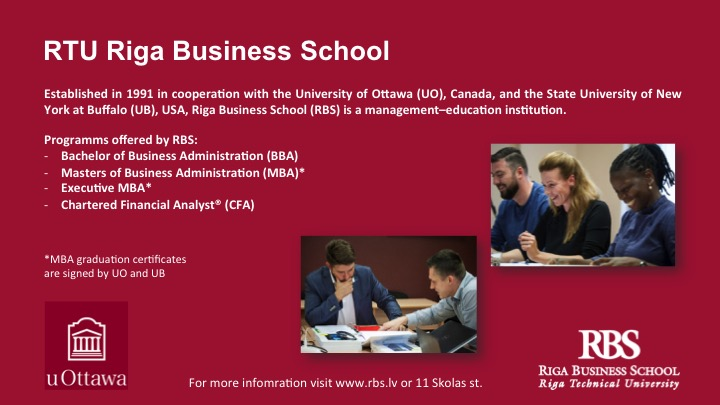 RTU Riga Business School
Established in 1991 in cooperation with the University of Ottawa (UO), Canada, and the State University of New
York at Buffalo (UB), USA, Riga Business School (RBS) is a management–education institution.
Programms offered by RBS:
- Bachelor of Business Administration (BBA)
- Masters of Business Administration (MBA)*
- Executive MBA*
- Chartered Financial Analyst® (CFA)
*MBA graduation certificates
are signed by UO and UB
uOttawa
For more infomration visit www.rbs.lv or 11 Skolas st.
RBS
RIGA BUSINESS SCHOOL
Riga Technical University